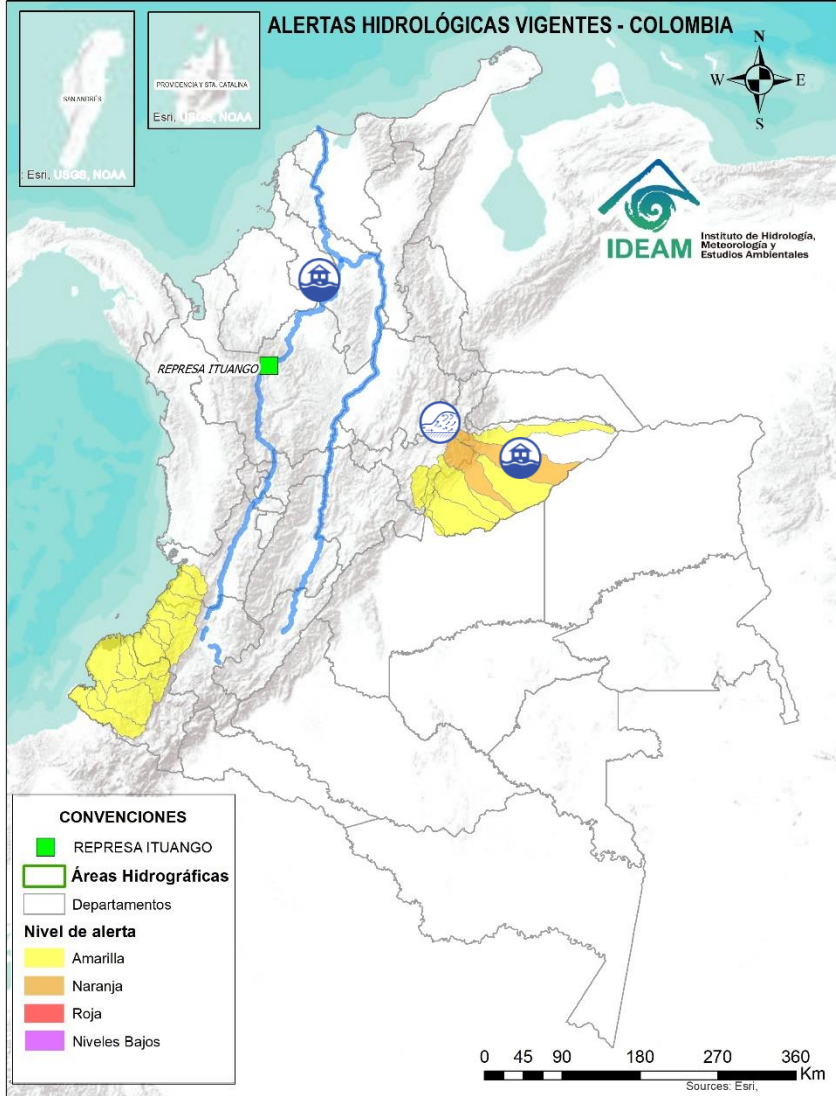 ALERTAS HIDROLÓGICAS VIGENTES - COLOMBIA
SAN ANDRÉS
: Esri, USGS, NOAA
PROVIDENCIA Y STA. CATALINA
Esri, USGS, NOAA
N
W E
S
IDEAM
Instituto de Hidrología,
Meteorología y
Estudios Ambientales
REPRESA ITUANGO
CONVENCIONES
REPRESA ITUANGO
Áreas Hidrográficas
Departamentos
Nivel de alerta
Amarilla
Naranja
Roja
Niveles Bajos
0 45 90 180 270 360
Km
Sources: Esri,